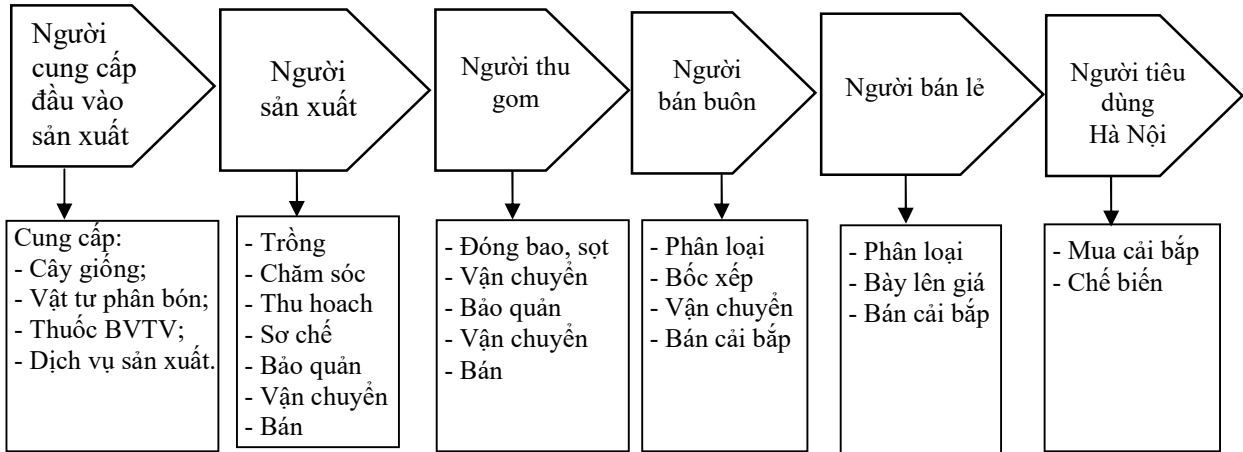 Người
cung cấp
đầu vào
sản xuất
Người
sản xuất
Người thu
gom
Người
bán buôn
Người bán lẻ
Người tiêu
dùng
Hà Nội
Cung cấp:
- Cây giống;
- Vật tư phân bón;
- Thuốc BVTV;
- Dịch vụ sản xuất.
- Trồng
- Chăm sóc
- Thu hoach
- Sơ chế
- Bảo quản
- Vận chuyển
- Bán
- Đóng bao, sọt
- Vận chuyển
- Bảo quản
- Vận chuyển
- Bán
- Phân loại
- Bốc xếp
- Vận chuyển
- Bán cải bắp
- Phân loại
- Bày lên giá
- Bán cải bắp
- Mua cải bắp
- Chế biến